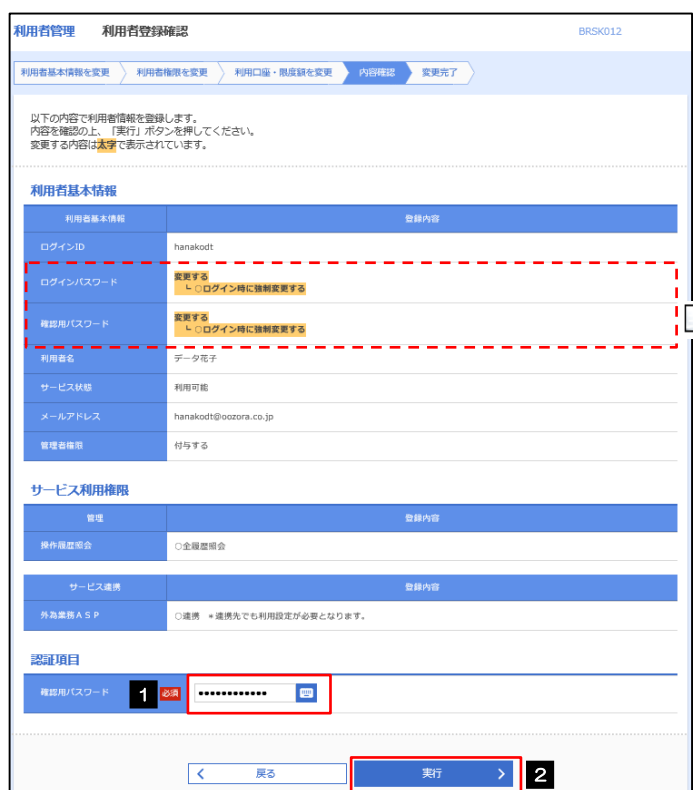 利用者管理 利用者登録確認 BRSK012
利用者基本情報を変更 利用者権限を変更 利用口座・限度額を変更 内容確認 変更完了
以下の内容で利用者情報を登録します。
内容を確認の上、「実行」ボタンを押してください。
変更する内容は太字で表示されています。
利用者基本情報
利用者基本情報 登録内容
ログインID hanakodt
ログインパスワード 変更する
└ ○ログイン時に強制変更する
確認用パスワード 変更する
└ ○ログイン時に強制変更する
利用者名 データ花子
サービス状態 利用可能
メールアドレス hanakodt@oozora.co.jp
管理者権限 付与する
サービス利用権限
管理 登録内容
操作履歴照会 ○全履歴照会
サービス連携 登録内容
外為業務ASP ○連携 *連携先でも利用設定が必要となります。
認証項目
確認用パスワード 1 必須 ●●●●●●●●●●●●
戻る 実行 2